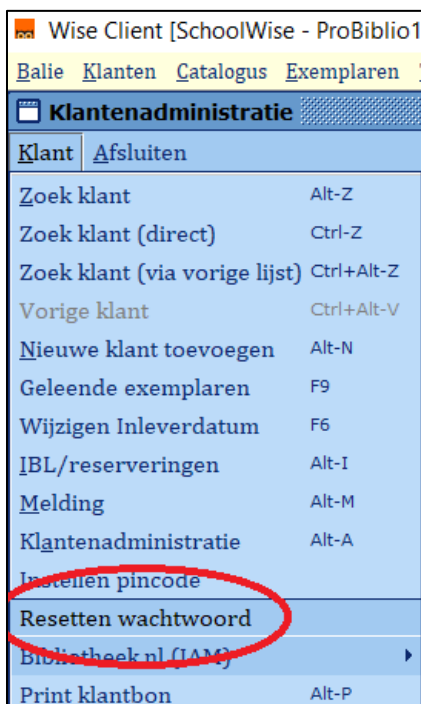 Wise Client [SchoolWise - ProBiblio1
Balie Klanten Catalogus Exemplaren
Klantenadministratie
Klant Afsluiten
Zoek klant Alt-Z
Zoek klant (direct) Ctrl-Z
Zoek klant (via vorige lijst) Ctrl+Alt-Z
Vorige klant Ctrl+Alt-V
Nieuwe klant toevoegen Alt-N
Geleende exemplaren F9
Wijzigen Inleverdatum F6
IBL/reserveringen Alt-I
Melding Alt-M
Klantenadministratie Alt-A
Instellen pincode
Resetten wachtwoord
Bibliotheek.nl (IAM)
Print klantbon Alt-P